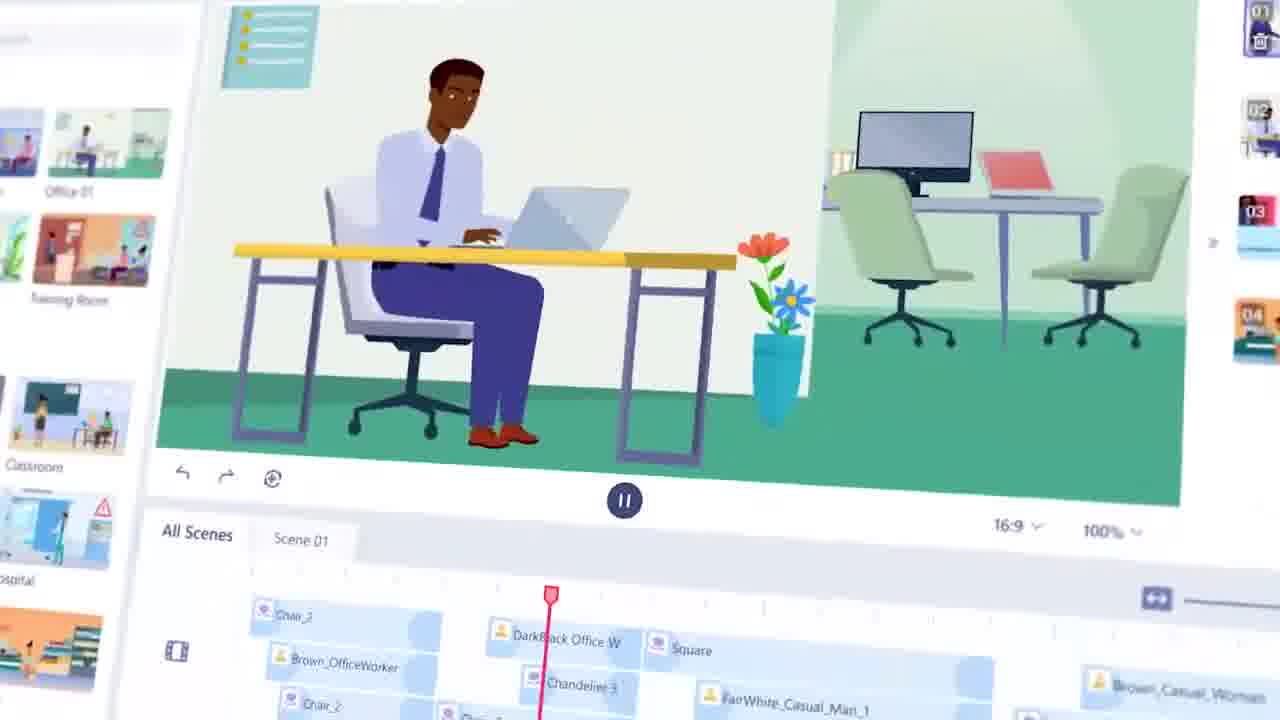 01
02
Office 01
03
Training Room
04
Classroom
16:9
100%
All Scenes
Scene 01
ospital
Chair_2
DarkBlack Office W
Square
Brown_OfficeWorker
Chandelier 3
Brown_Casual_Woman
Chair_2
FairWhite_Casual_Man_1